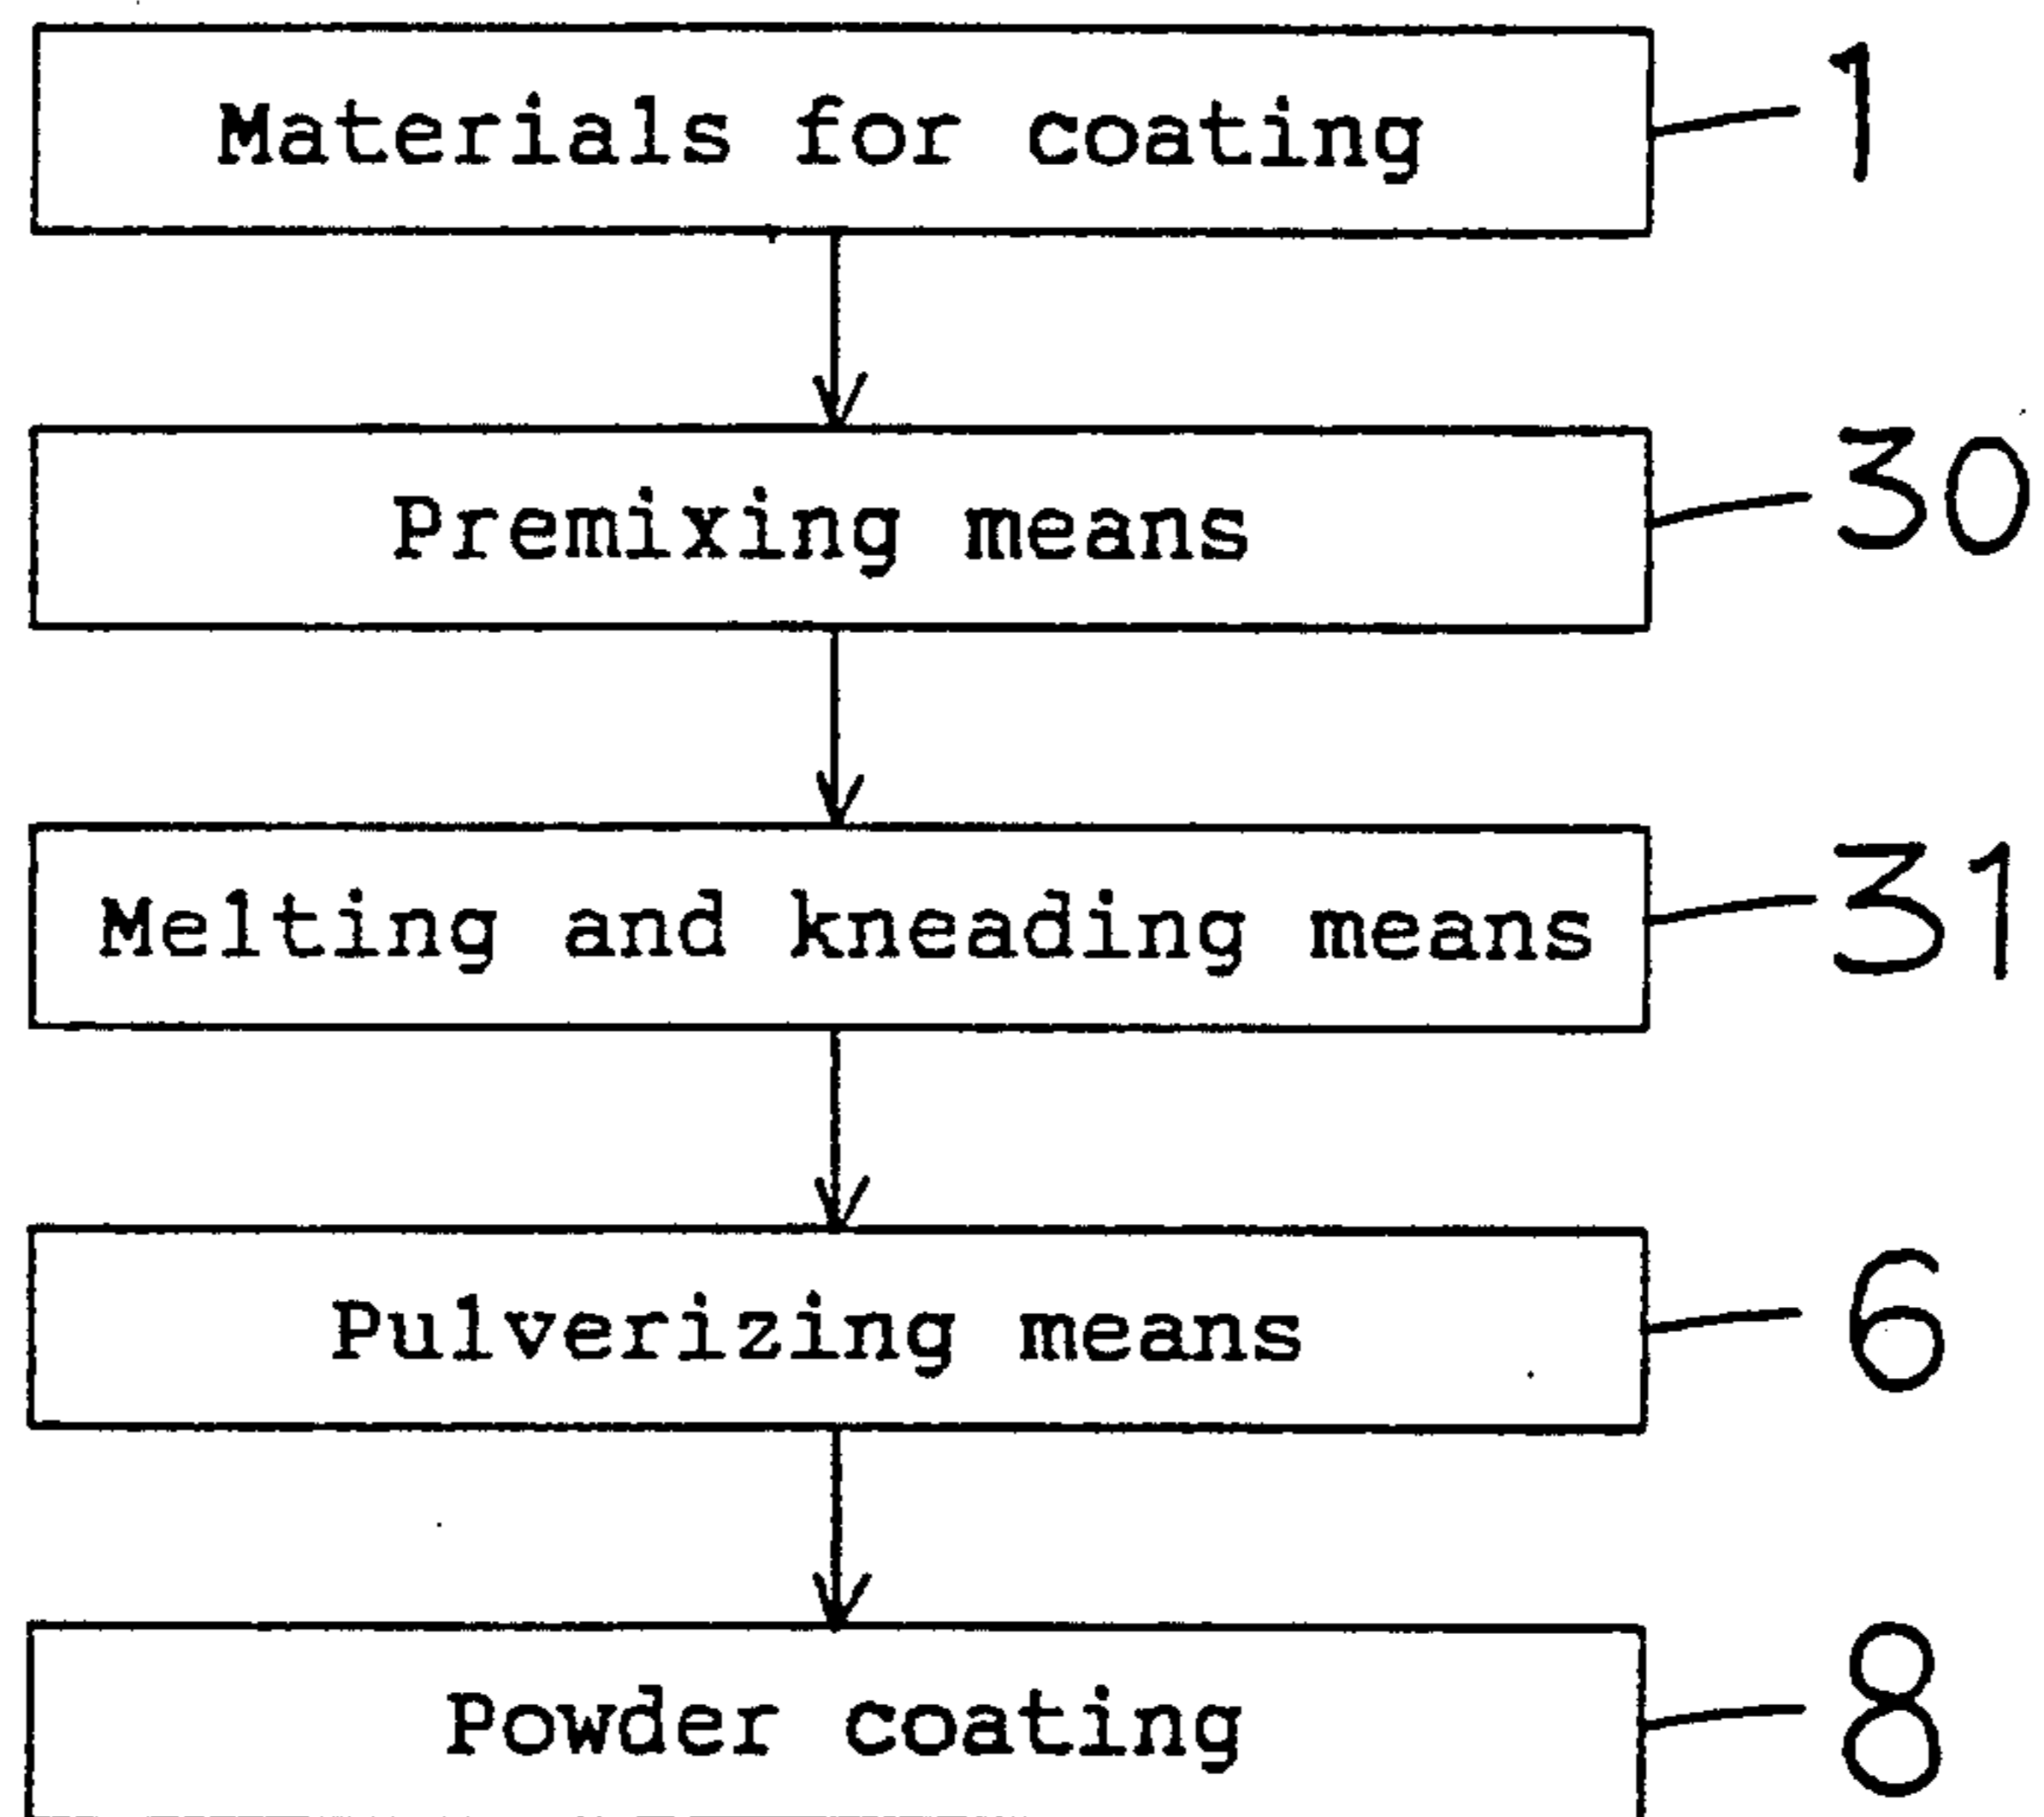 Materials for coating 1
Premixing means 30
Melting and kneading means 31
Pulverizing means 6
Powder coating 8